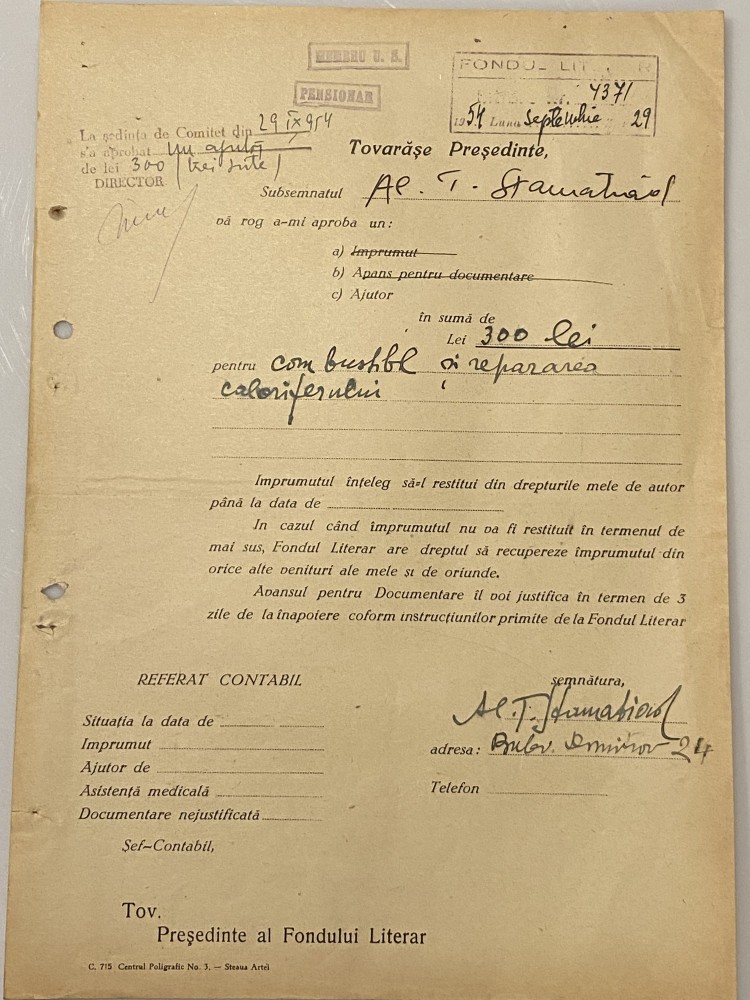 MEMBRU U. S.
PENSIONAR
FONDUL LIT R
4371
1954 Luna Septembrie 29
La ședința de Comitet din 29 IX 954
s'a aprobat un ajutor
de lei 300 (trei sute)
DIRECTOR
Tovarășe Președinte,
Subsemnatul Al. T. Stamatiad
vă rog a-mi aproba un:
a) Imprumut
b) Avans pentru documentare
c) Ajutor
în sumă de
Lei 300 lei
pentru combustibl și repararea
caloriferului
Imprumutul înțeleg să=l restitui din drepturile mele de autor
până la data de
In cazul când împrumutul nu va fi restituit în termenul de
mai sus, Fondul Literar are dreptul să recupereze împrumutul din
orice alte venituri ale mele și de oriunde.
Avansul pentru Documentare îl voi justifica în termen de 3
zile de la înapoiere coform instrucțiunilor primite de la Fondul Literar
REFERAT CONTABIL
semnătura,
Al. T. Stamatiad
Situația la data de
Imprumut
adresa: Bulev. 24
Ajutor de
Asistență medicală
Telefon
Documentare nejustificată
Șef-Contabil,
Tov.
Președinte al Fondului Literar
C. 715 Centrul Poligrafic No. 3. — Steaua Artei